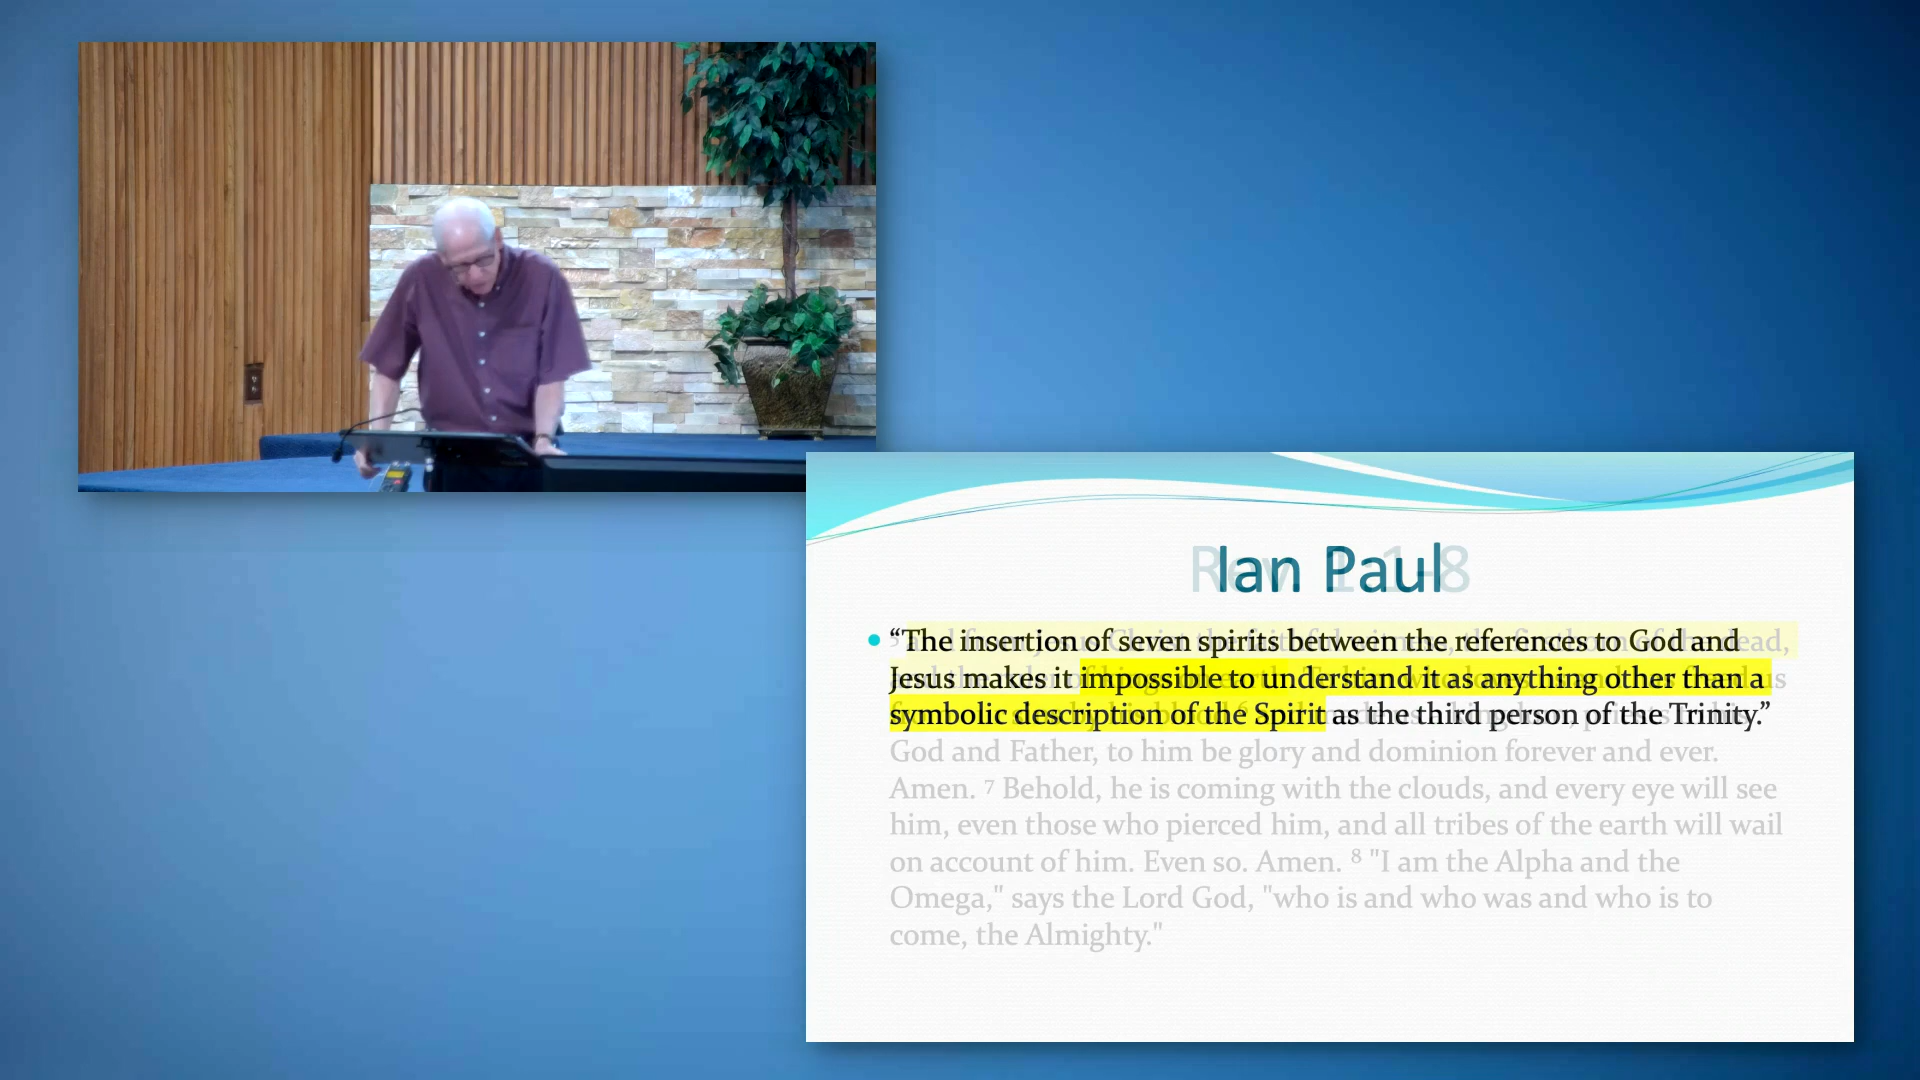 Ian Paul
Rev. 1:1-8
• “The insertion of seven spirits between the references to God and
Jesus makes it impossible to understand it as anything other than a
symbolic description of the Spirit as the third person of the Trinity.”
God and Father, to him be glory and dominion forever and ever.
Amen. ⁷ Behold, he is coming with the clouds, and every eye will see
him, even those who pierced him, and all tribes of the earth will wail
on account of him. Even so. Amen. ⁸ "I am the Alpha and the
Omega," says the Lord God, "who is and who was and who is to
come, the Almighty."